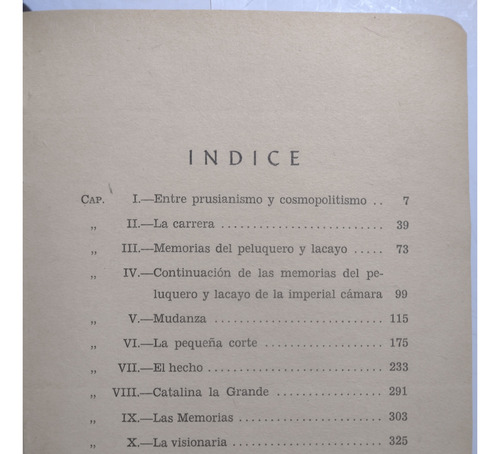 INDICE
CAP. I.—Entre prusianismo y cosmopolitismo .. 7
„ II.—La carrera ......................... 39
„ III.—Memorias del peluquero y lacayo ..... 73
„ IV.—Continuación de las memorias del pe-
luquero y lacayo de la imperial cámara 99
„ V.—Mudanza .......................... 115
„ VI.—La pequeña corte .................. 175
„ VII.—El hecho .......................... 233
„ VIII.—Catalina la Grande ................ 291
„ IX.—Las Memorias ..................... 303
„ X.—La visionaria ...................... 325